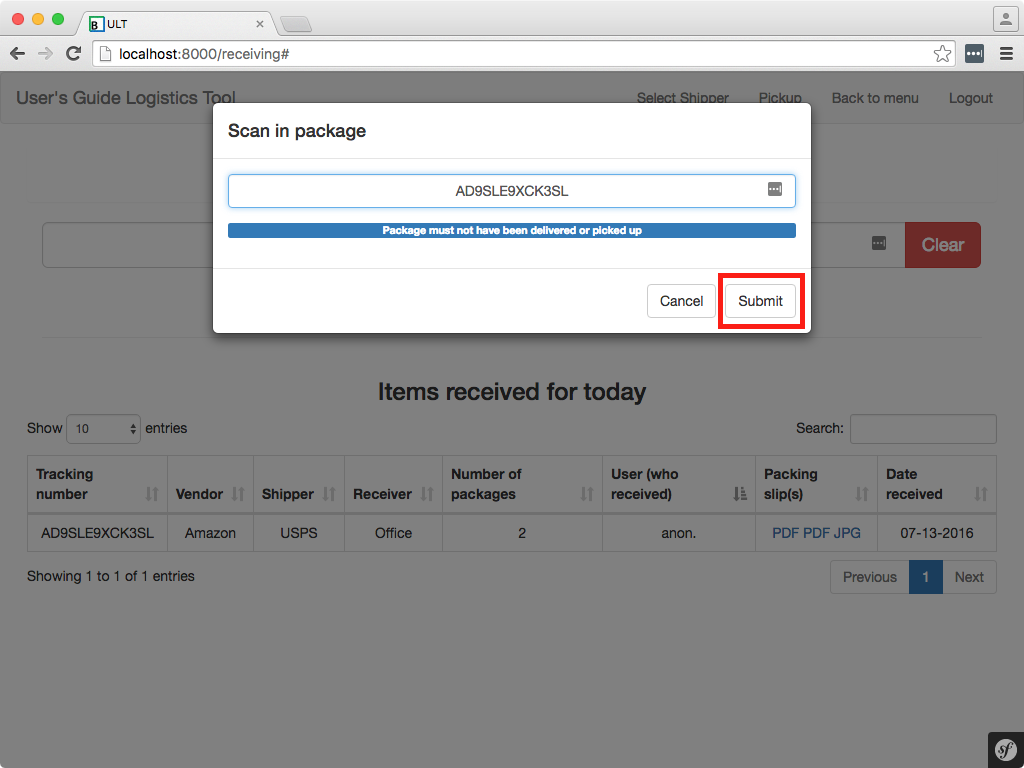 ULT
localhost:8000/receiving#
User's Guide Logistics Tool Select Shipper Pickup Back to menu Logout
Scan in package
AD9SLE9XCK3SL
Package must not have been delivered or picked up
Clear
Cancel Submit
Items received for today
Show 10 entries Search:
Tracking number Vendor Shipper Receiver Number of packages User (who received) Packing slip(s) Date received
AD9SLE9XCK3SL Amazon USPS Office 2 anon. PDF PDF JPG 07-13-2016
Showing 1 to 1 of 1 entries Previous 1 Next
sf